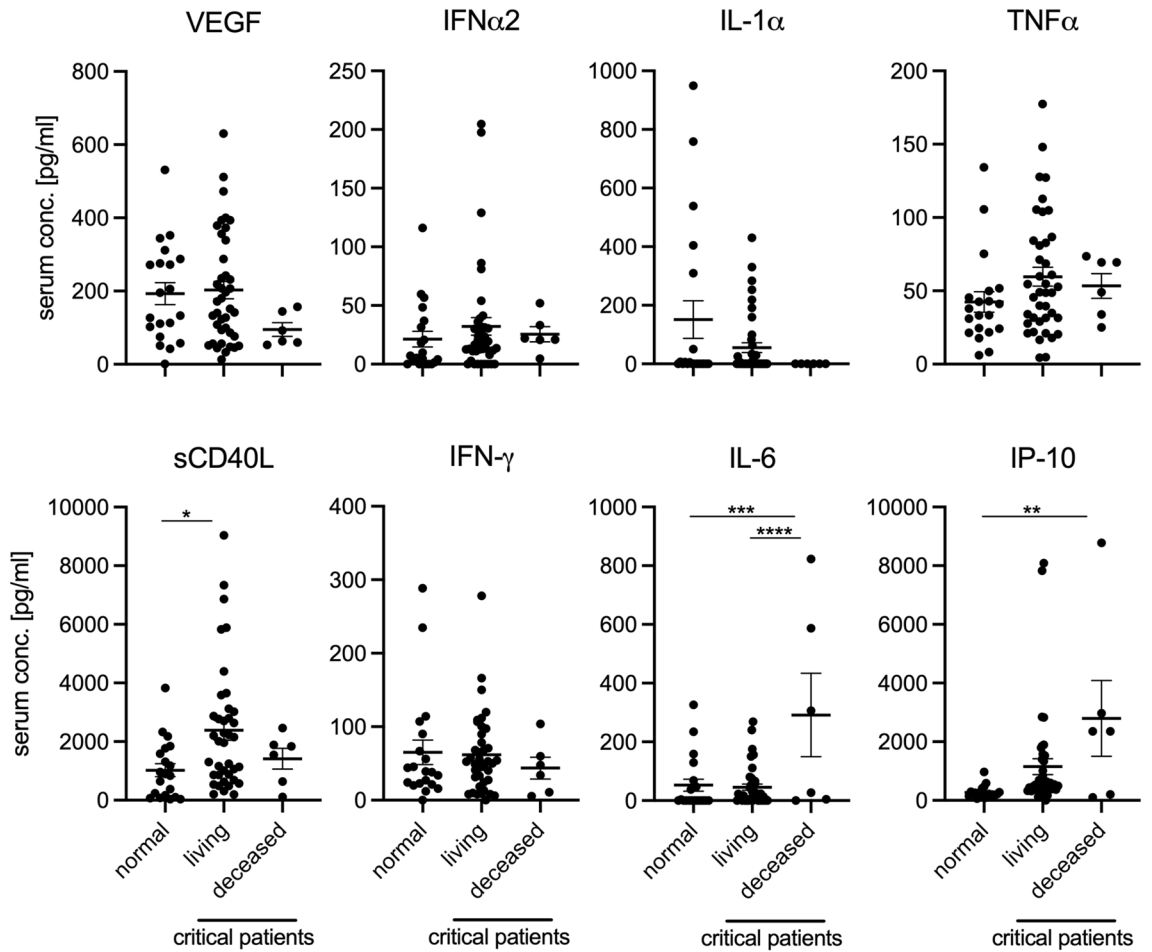 VEGF IFNα2 IL-1α TNFα
serum conc. [pg/ml]
800 250 1000 200
600 200 800 150
400 150 600 100
200 100 400 50
0 50 200 0
0 0
sCD40L IFN-γ IL-6 IP-10
serum conc. [pg/ml]
* *** **
****
10000 400 1000 10000
8000 300 800 8000
6000 200 600 6000
4000 100 400 4000
2000 0 200 2000
0 0 0
normal living deceased normal living deceased normal living deceased normal living deceased
critical patients critical patients critical patients critical patients